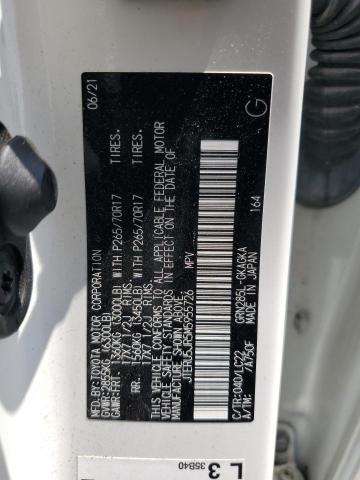 MFD.BY:TOYOTA MOTOR CORPORATION 06/21
GVWR:2855KG (6300LB)
GAWR:FRT. 1360KG (3000LB) WITH P265/70R17 TIRES.
17X7 1/2J RIMS.
RR. 1560KG (3450LB) WITH P265/70R17 TIRES.
17X7 1/2J RIMS.
THIS VEHICLE CONFORMS TO ALL APPLICABLE FEDERAL MOTOR
VEHICLE SAFETY STANDARDS IN EFFECT ON THE DATE OF
MANUFACTURE SHOWN ABOVE.
JTERU5JR5M5955726 MPV
C/TR:040/LC22 GRN285L-GKAGKA
A/TM: /A750F MADE IN JAPAN
164
G
L 3
35B40